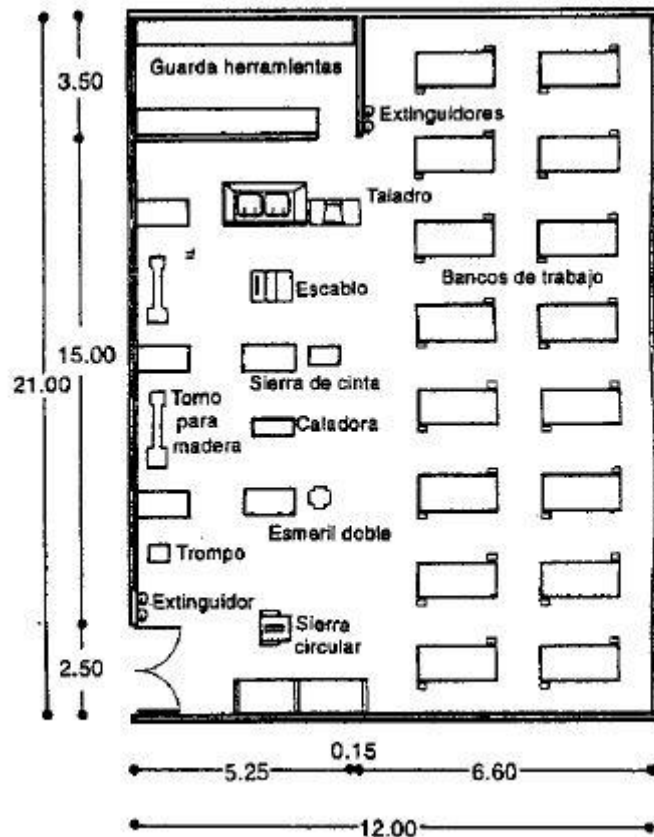 3.50
Guarda herramientas
Extinguidores
Taladro
Escablo
Bancos de trabajo
15.00
21.00
Sierra de cinta
Torno
para
madera
Caladora
Esmeril doble
Trompo
Extinguidor
Sierra
circular
2.50
0.15
5.25
6.60
12.00